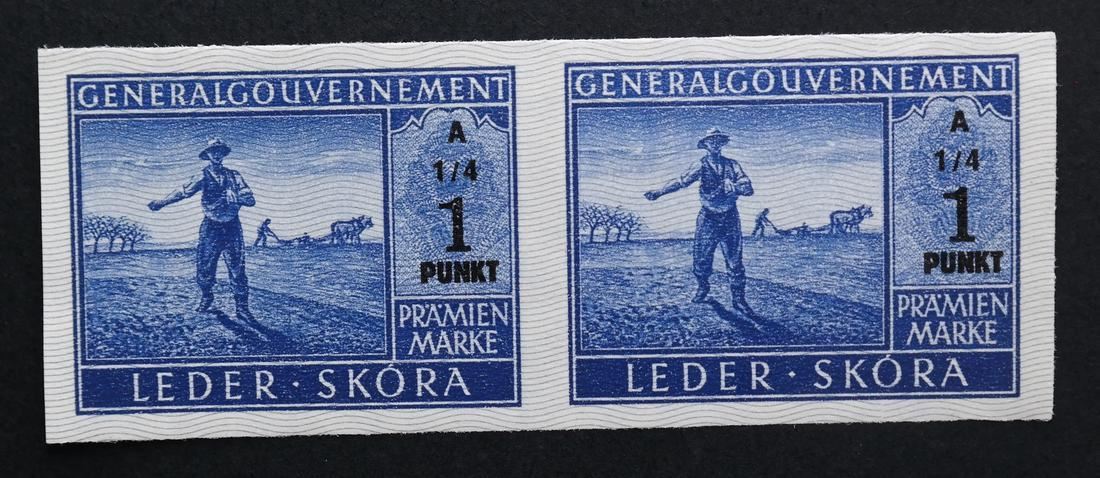 GENERALGOUVERNEMENT
A
1/4
1
PUNKT
PRÄMIEN
MARKE
LEDER · SKÓRA
GENERALGOUVERNEMENT
A
1/4
1
PUNKT
PRÄMIEN
MARKE
LEDER · SKÓRA